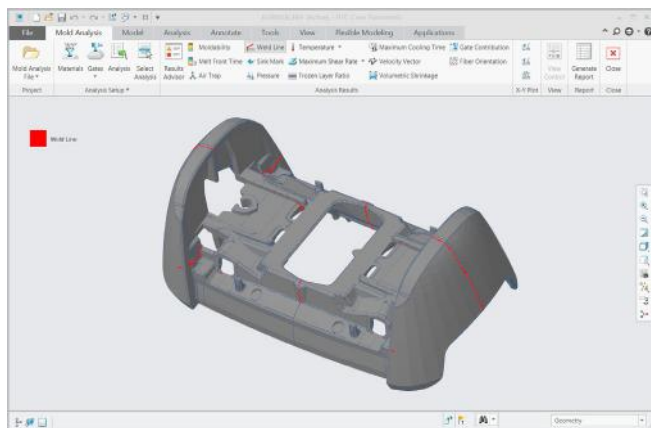 File Mold Analysis Model Analysis Annotate Tools View Flexible Modeling Applications
Moldability Weld Line Temperature Maximum Cooling Time Gate Contribution
Mold Analysis File Materials Gates Analysis Select Analysis Results Advisor Melt Front Time Sink Mark Maximum Shear Rate Velocity Vector Fiber Orientation View Control Generate Report Close
Air Trap Pressure Frozen Layer Ratio Volumetric Shrinkage
Project Analysis Setup Analysis Results X-Y Plot View Report Close
Weld Line
Geometry